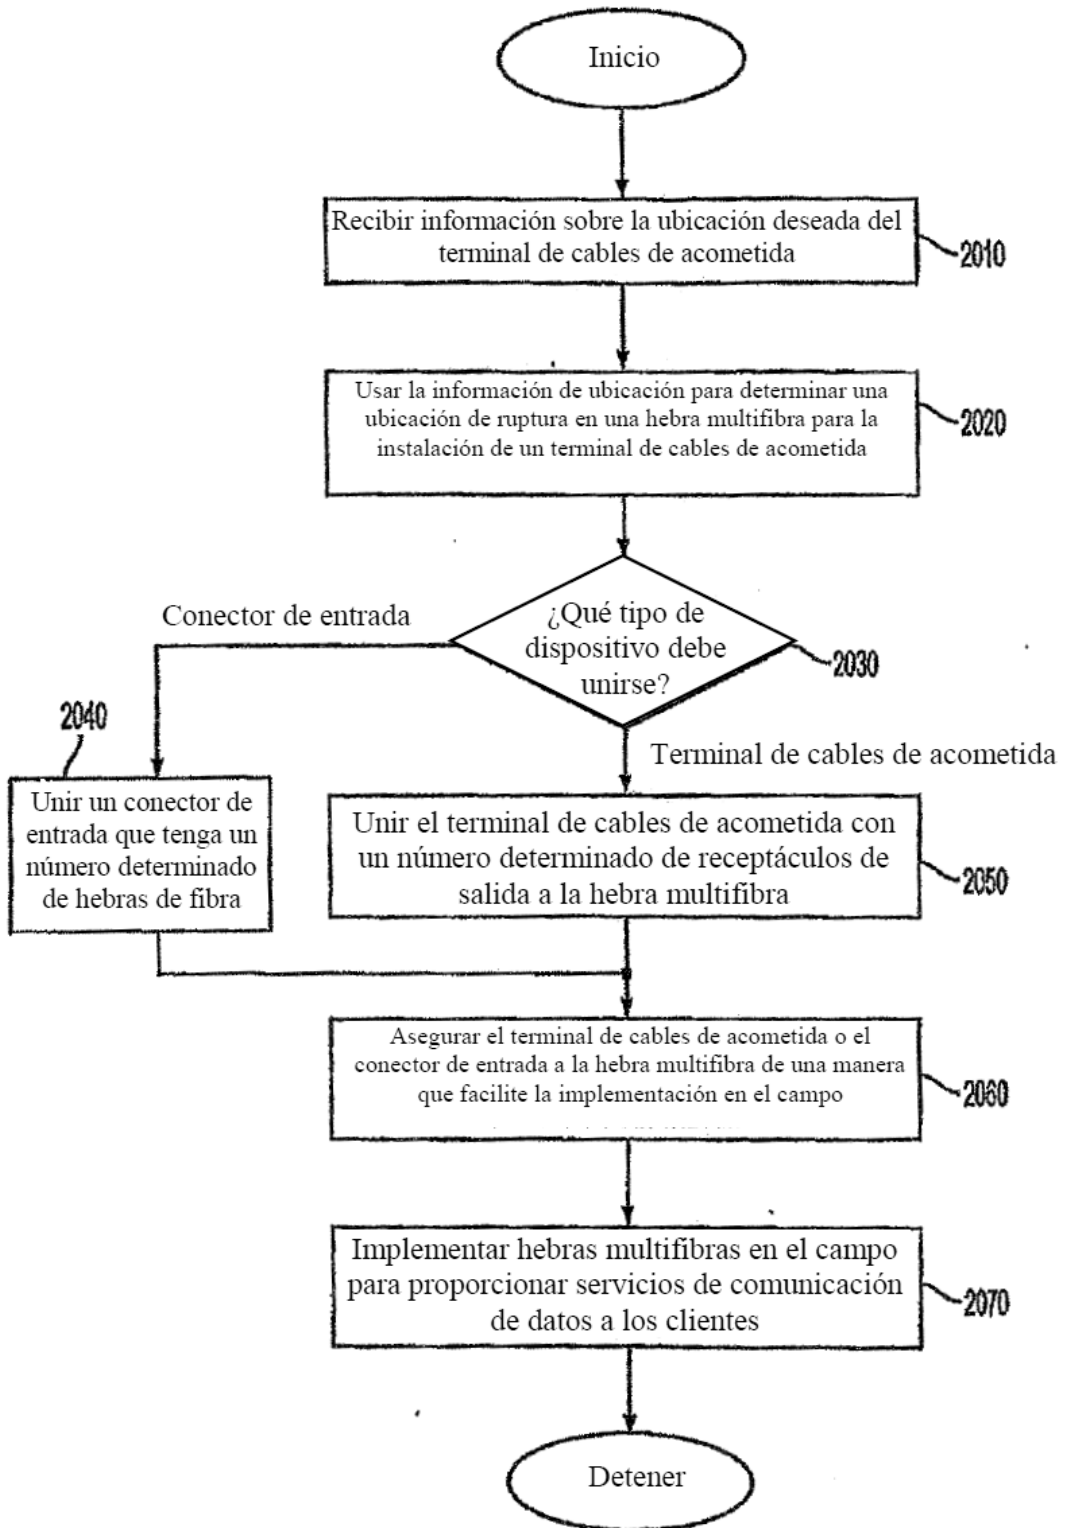 Inicio
Recibir información sobre la ubicación deseada del
terminal de cables de acometida
2010
Usar la información de ubicación para determinar una
ubicación de ruptura en una hebra multifibra para la
instalación de un terminal de cables de acometida
2020
¿Qué tipo de
dispositivo debe
unirse?
2030
Conector de entrada
Terminal de cables de acometida
2040
Unir un conector de
entrada que tenga un
número determinado
de hebras de fibra
Unir el terminal de cables de acometida con
un número determinado de receptáculos de
salida a la hebra multifibra
2050
Asegurar el terminal de cables de acometida o el
conector de entrada a la hebra multifibra de una manera
que facilite la implementación en el campo
2060
Implementar hebras multifibras en el campo
para proporcionar servicios de comunicación
de datos a los clientes
2070
Detener